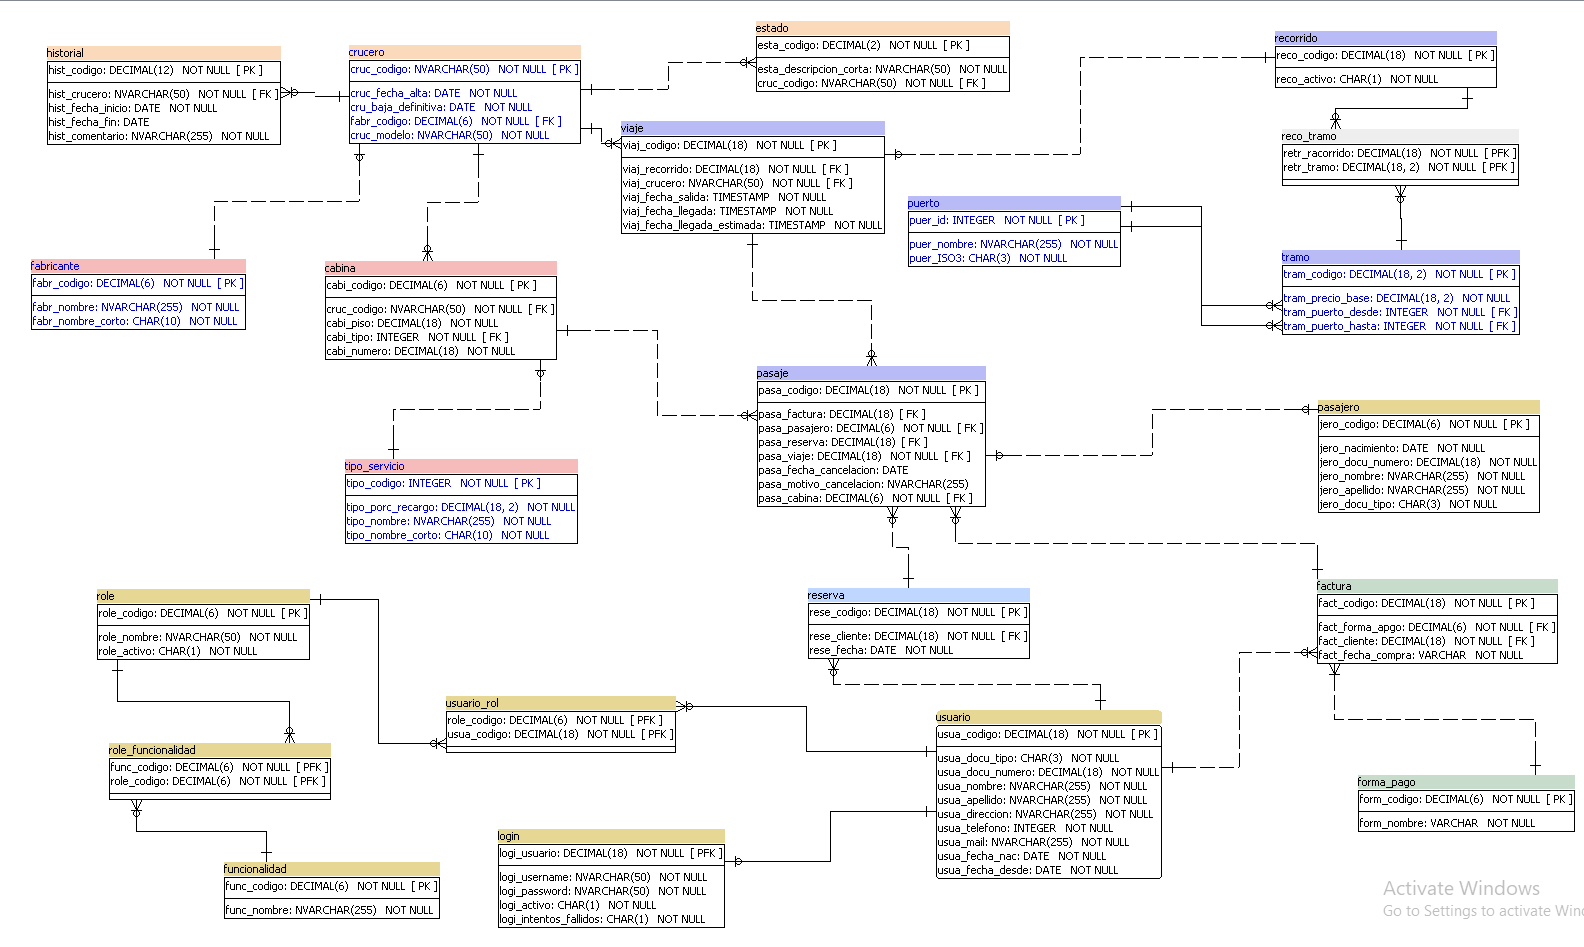 historial
hist_codigo: DECIMAL(12) NOT NULL [ PK ]
hist_crucero: NVARCHAR(50) NOT NULL [ FK ]
hist_fecha_inicio: DATE NOT NULL
hist_fecha_fin: DATE
hist_comentario: NVARCHAR(255) NOT NULL
crucero
cruc_codigo: NVARCHAR(50) NOT NULL [ PK ]
cruc_fecha_alta: DATE NOT NULL
cru_baja_definitiva: DATE NOT NULL
fabr_codigo: DECIMAL(6) NOT NULL [ FK ]
cruc_modelo: NVARCHAR(50) NOT NULL
estado
esta_codigo: DECIMAL(2) NOT NULL [ PK ]
esta_descripcion_corta: NVARCHAR(50) NOT NULL
cruc_codigo: NVARCHAR(50) NOT NULL [ FK ]
recorrido
reco_codigo: DECIMAL(18) NOT NULL [ PK ]
reco_activo: CHAR(1) NOT NULL
viaje
viaj_codigo: DECIMAL(18) NOT NULL [ PK ]
viaj_recorrido: DECIMAL(18) NOT NULL [ FK ]
viaj_crucero: NVARCHAR(50) NOT NULL [ FK ]
viaj_fecha_salida: TIMESTAMP NOT NULL
viaj_fecha_llegada: TIMESTAMP NOT NULL
viaj_fecha_llegada_estimada: TIMESTAMP NOT NULL
reco_tramo
retr_racorrido: DECIMAL(18) NOT NULL [ PFK ]
retr_tramo: DECIMAL(18, 2) NOT NULL [ PFK ]
puerto
puer_id: INTEGER NOT NULL [ PK ]
puer_nombre: NVARCHAR(255) NOT NULL
puer_ISO3: CHAR(3) NOT NULL
tramo
tram_codigo: DECIMAL(18, 2) NOT NULL [ PK ]
tram_precio_base: DECIMAL(18, 2) NOT NULL
tram_puerto_desde: INTEGER NOT NULL [ FK ]
tram_puerto_hasta: INTEGER NOT NULL [ FK ]
fabricante
fabr_codigo: DECIMAL(6) NOT NULL [ PK ]
fabr_nombre: NVARCHAR(255) NOT NULL
fabr_nombre_corto: CHAR(10) NOT NULL
cabina
cabi_codigo: DECIMAL(6) NOT NULL [ PK ]
cruc_codigo: NVARCHAR(50) NOT NULL [ FK ]
cabi_piso: DECIMAL(18) NOT NULL
cabi_tipo: INTEGER NOT NULL [ FK ]
cabi_numero: DECIMAL(18) NOT NULL
pasaje
pasa_codigo: DECIMAL(18) NOT NULL [ PK ]
pasa_factura: DECIMAL(18) [ FK ]
pasa_pasajero: DECIMAL(6) NOT NULL [ FK ]
pasa_reserva: DECIMAL(18) [ FK ]
pasa_viaje: DECIMAL(18) NOT NULL [ FK ]
pasa_fecha_cancelacion: DATE
pasa_motivo_cancelacion: NVARCHAR(255)
pasa_cabina: DECIMAL(6) NOT NULL [ FK ]
pasajero
jero_codigo: DECIMAL(6) NOT NULL [ PK ]
jero_nacimiento: DATE NOT NULL
jero_docu_numero: DECIMAL(18) NOT NULL
jero_nombre: NVARCHAR(255) NOT NULL
jero_apellido: NVARCHAR(255) NOT NULL
jero_docu_tipo: CHAR(3) NOT NULL
tipo_servicio
tipo_codigo: INTEGER NOT NULL [ PK ]
tipo_porc_recargo: DECIMAL(18, 2) NOT NULL
tipo_nombre: NVARCHAR(255) NOT NULL
tipo_nombre_corto: CHAR(10) NOT NULL
role
role_codigo: DECIMAL(6) NOT NULL [ PK ]
role_nombre: NVARCHAR(50) NOT NULL
role_activo: CHAR(1) NOT NULL
reserva
rese_codigo: DECIMAL(18) NOT NULL [ PK ]
rese_cliente: DECIMAL(18) NOT NULL [ FK ]
rese_fecha: DATE NOT NULL
factura
fact_codigo: DECIMAL(18) NOT NULL [ PK ]
fact_forma_apgo: DECIMAL(6) NOT NULL [ FK ]
fact_cliente: DECIMAL(18) NOT NULL [ FK ]
fact_fecha_compra: VARCHAR NOT NULL
usuario_rol
role_codigo: DECIMAL(6) NOT NULL [ PFK ]
usua_codigo: DECIMAL(18) NOT NULL [ PFK ]
usuario
usua_codigo: DECIMAL(18) NOT NULL [ PK ]
usua_docu_tipo: CHAR(3) NOT NULL
usua_docu_numero: DECIMAL(18) NOT NULL
usua_nombre: NVARCHAR(255) NOT NULL
usua_apellido: NVARCHAR(255) NOT NULL
usua_direccion: NVARCHAR(255) NOT NULL
usua_telefono: INTEGER NOT NULL
usua_mail: NVARCHAR(255) NOT NULL
usua_fecha_nac: DATE NOT NULL
usua_fecha_desde: DATE NOT NULL
role_funcionalidad
func_codigo: DECIMAL(6) NOT NULL [ PFK ]
role_codigo: DECIMAL(6) NOT NULL [ PFK ]
forma_pago
form_codigo: DECIMAL(6) NOT NULL [ PK ]
form_nombre: VARCHAR NOT NULL
login
logi_usuario: DECIMAL(18) NOT NULL [ PFK ]
logi_username: NVARCHAR(50) NOT NULL
logi_password: NVARCHAR(50) NOT NULL
logi_activo: CHAR(1) NOT NULL
logi_intentos_fallidos: CHAR(1) NOT NULL
funcionalidad
func_codigo: DECIMAL(6) NOT NULL [ PK ]
func_nombre: NVARCHAR(255) NOT NULL
Activate Windows
Go to Settings to activate Win